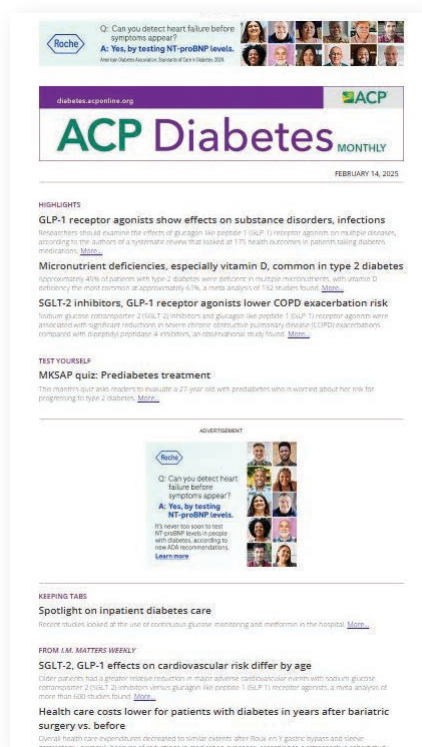 Roche
Q: Can you detect heart failure before
symptoms appear?
A: Yes, by testing NT-proBNP levels.
American Diabetes Association. Standards of Care in Diabetes. 2024.
diabetes.acponline.org
ACP
ACP Diabetes MONTHLY
FEBRUARY 14, 2025
HIGHLIGHTS
GLP-1 receptor agonists show effects on substance disorders, infections
Researchers should examine the effects of glucagon like peptide 1 (GLP 1) receptor agonists on multiple diseases,
according to the authors of a systematic review that looked at 175 health outcomes in patients taking diabetes
medications. More...
Micronutrient deficiencies, especially vitamin D, common in type 2 diabetes
Approximately 45% of patients with type 2 diabetes were deficient in multiple micronutrients, with vitamin D
deficiency the most common at approximately 61%, a meta analysis of 132 studies found. More...
SGLT-2 inhibitors, GLP-1 receptor agonists lower COPD exacerbation risk
Sodium glucose cotransporter 2 (SGLT 2) inhibitors and glucagon like peptide 1 (GLP 1) receptor agonists were
associated with significant reductions in severe chronic obstructive pulmonary disease (COPD) exacerbations
compared with dipeptidyl peptidase 4 inhibitors, an observational study found. More...
TEST YOURSELF
MKSAP quiz: Prediabetes treatment
This month's quiz asks readers to evaluate a 27 year old with prediabetes who is worried about her risk for
progressing to type 2 diabetes. More...
ADVERTISEMENT
Roche
Q: Can you detect heart
failure before
symptoms appear?
A: Yes, by testing
NT-proBNP levels.
It's never too soon to test
NT-proBNP levels in people
with diabetes, according to
new ADA recommendations.
Learn more
KEEPING TABS
Spotlight on inpatient diabetes care
Recent studies looked at the use of continuous glucose monitoring and metformin in the hospital. More...
FROM I.M. MATTERS WEEKLY
SGLT-2, GLP-1 effects on cardiovascular risk differ by age
Older patients had a greater relative reduction in major adverse cardiovascular events with sodium glucose
cotransporter 2 (SGLT 2) inhibitors versus glucagon like peptide 1 (GLP 1) receptor agonists, a meta analysis of
more than 600 studies found. More...
Health care costs lower for patients with diabetes in years after bariatric
surgery vs. before
Overall health care expenditures decreased to similar extents after Roux en Y gastric bypass and sleeve